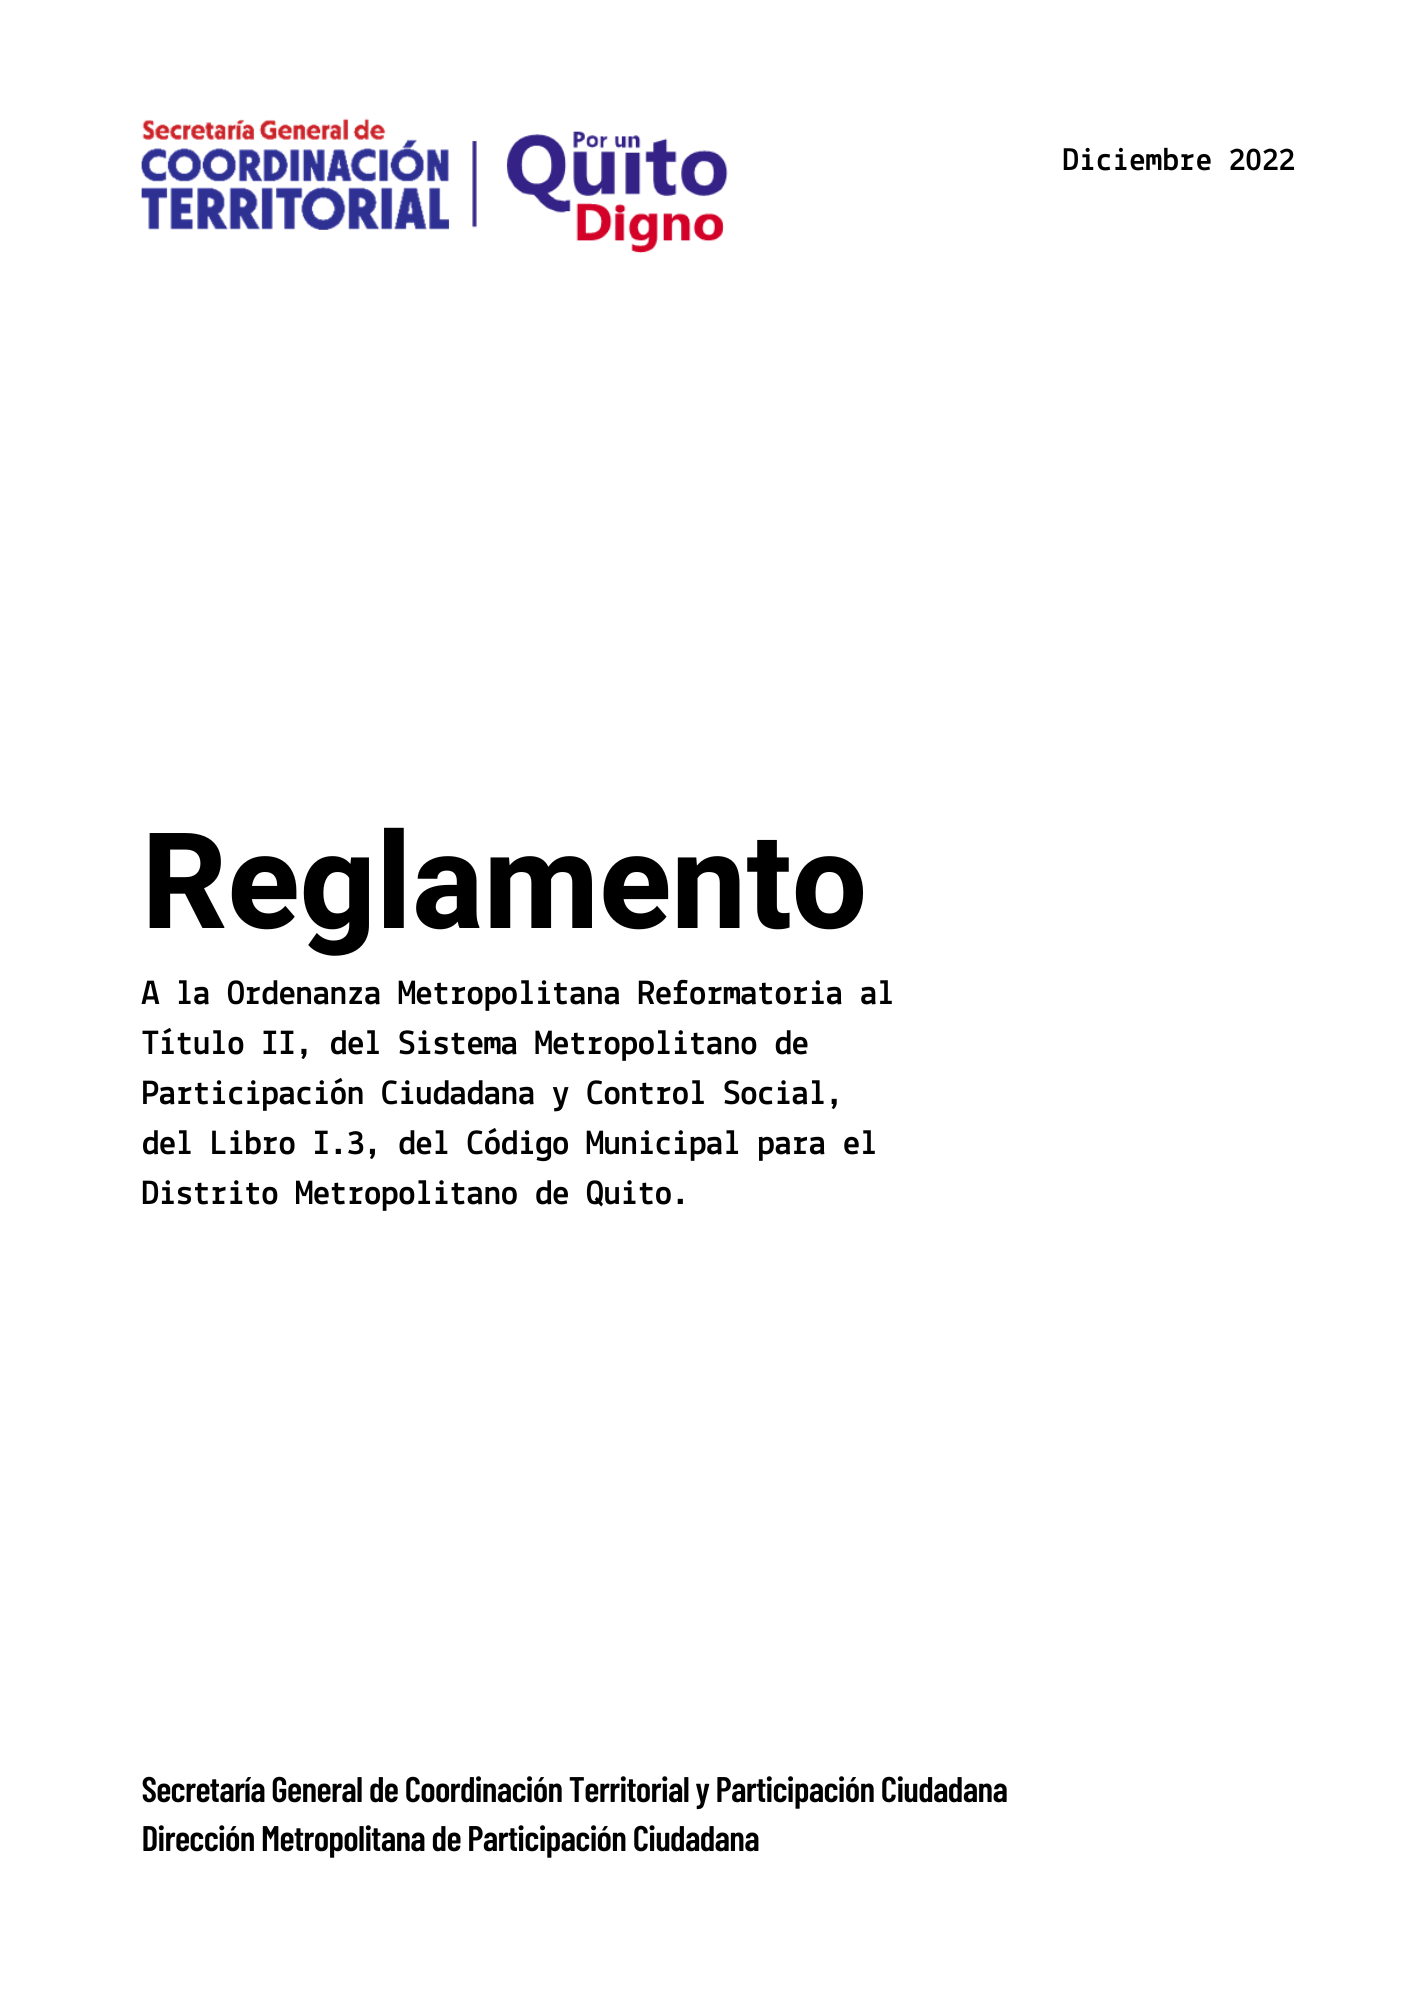 Secretaría General de
COORDINACIÓN
TERRITORIAL
Por un
Quito
Digno
Diciembre 2022
Reglamento
A la Ordenanza Metropolitana Reformatoria al
Título II, del Sistema Metropolitano de
Participación Ciudadana y Control Social,
del Libro I.3, del Código Municipal para el
Distrito Metropolitano de Quito.
Secretaría General de Coordinación Territorial y Participación Ciudadana
Dirección Metropolitana de Participación Ciudadana